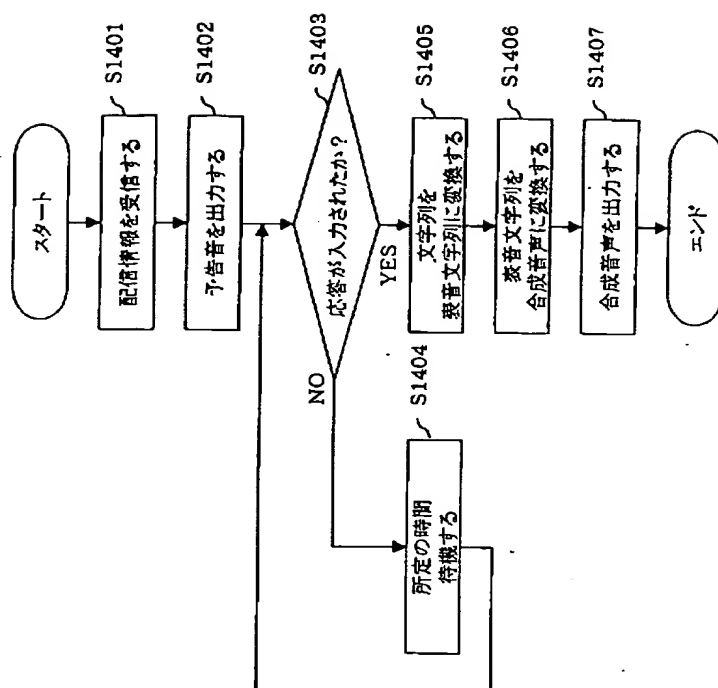 スタート
S1401
配信情報を受信する
S1402
予告音を出力する
S1403
応答が入力されたか？
NO
YES
S1404
所定の時間
待機する
S1405
文字列を
表音文字列に変換する
S1406
表音文字列を
合成音声に変換する
S1407
合成音声を出力する
エンド